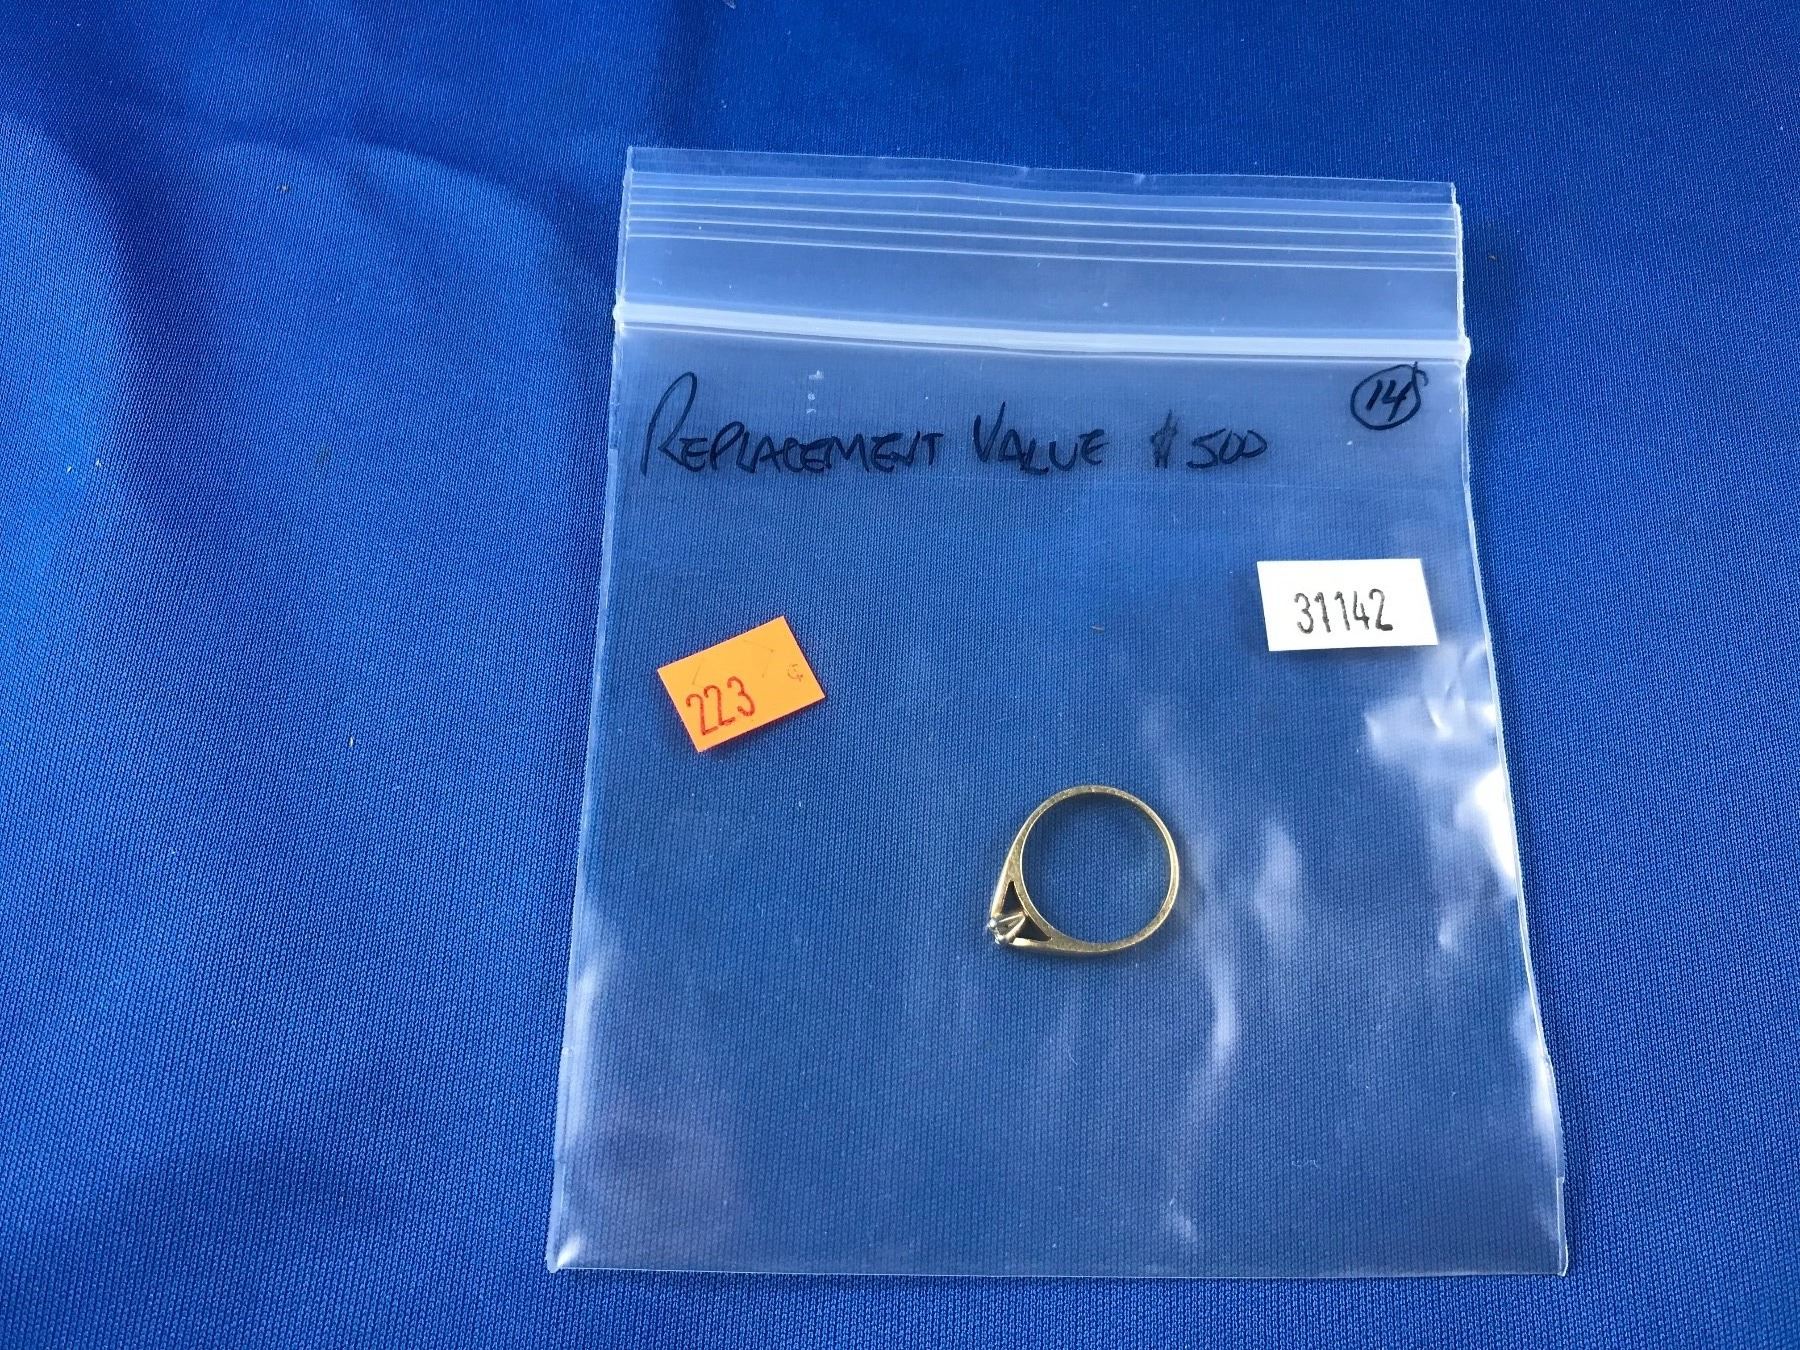 14
REPLACEMENT VALUE $500
31142
223